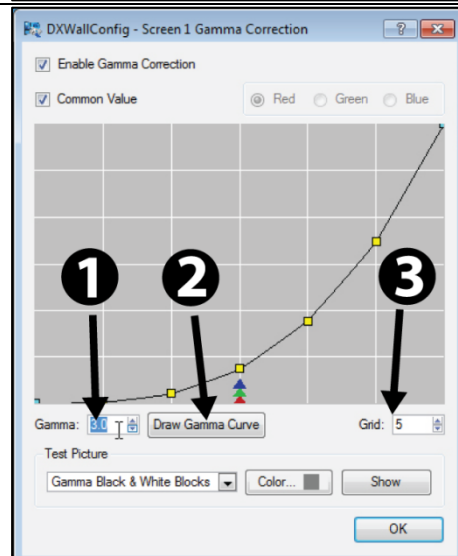 DXWallConfig - Screen 1 Gamma Correction
Enable Gamma Correction
Common Value Red Green Blue
1 2 3
Gamma: 3.0 Draw Gamma Curve Grid: 5
Test Picture
Gamma Black & White Blocks Color... Show
OK